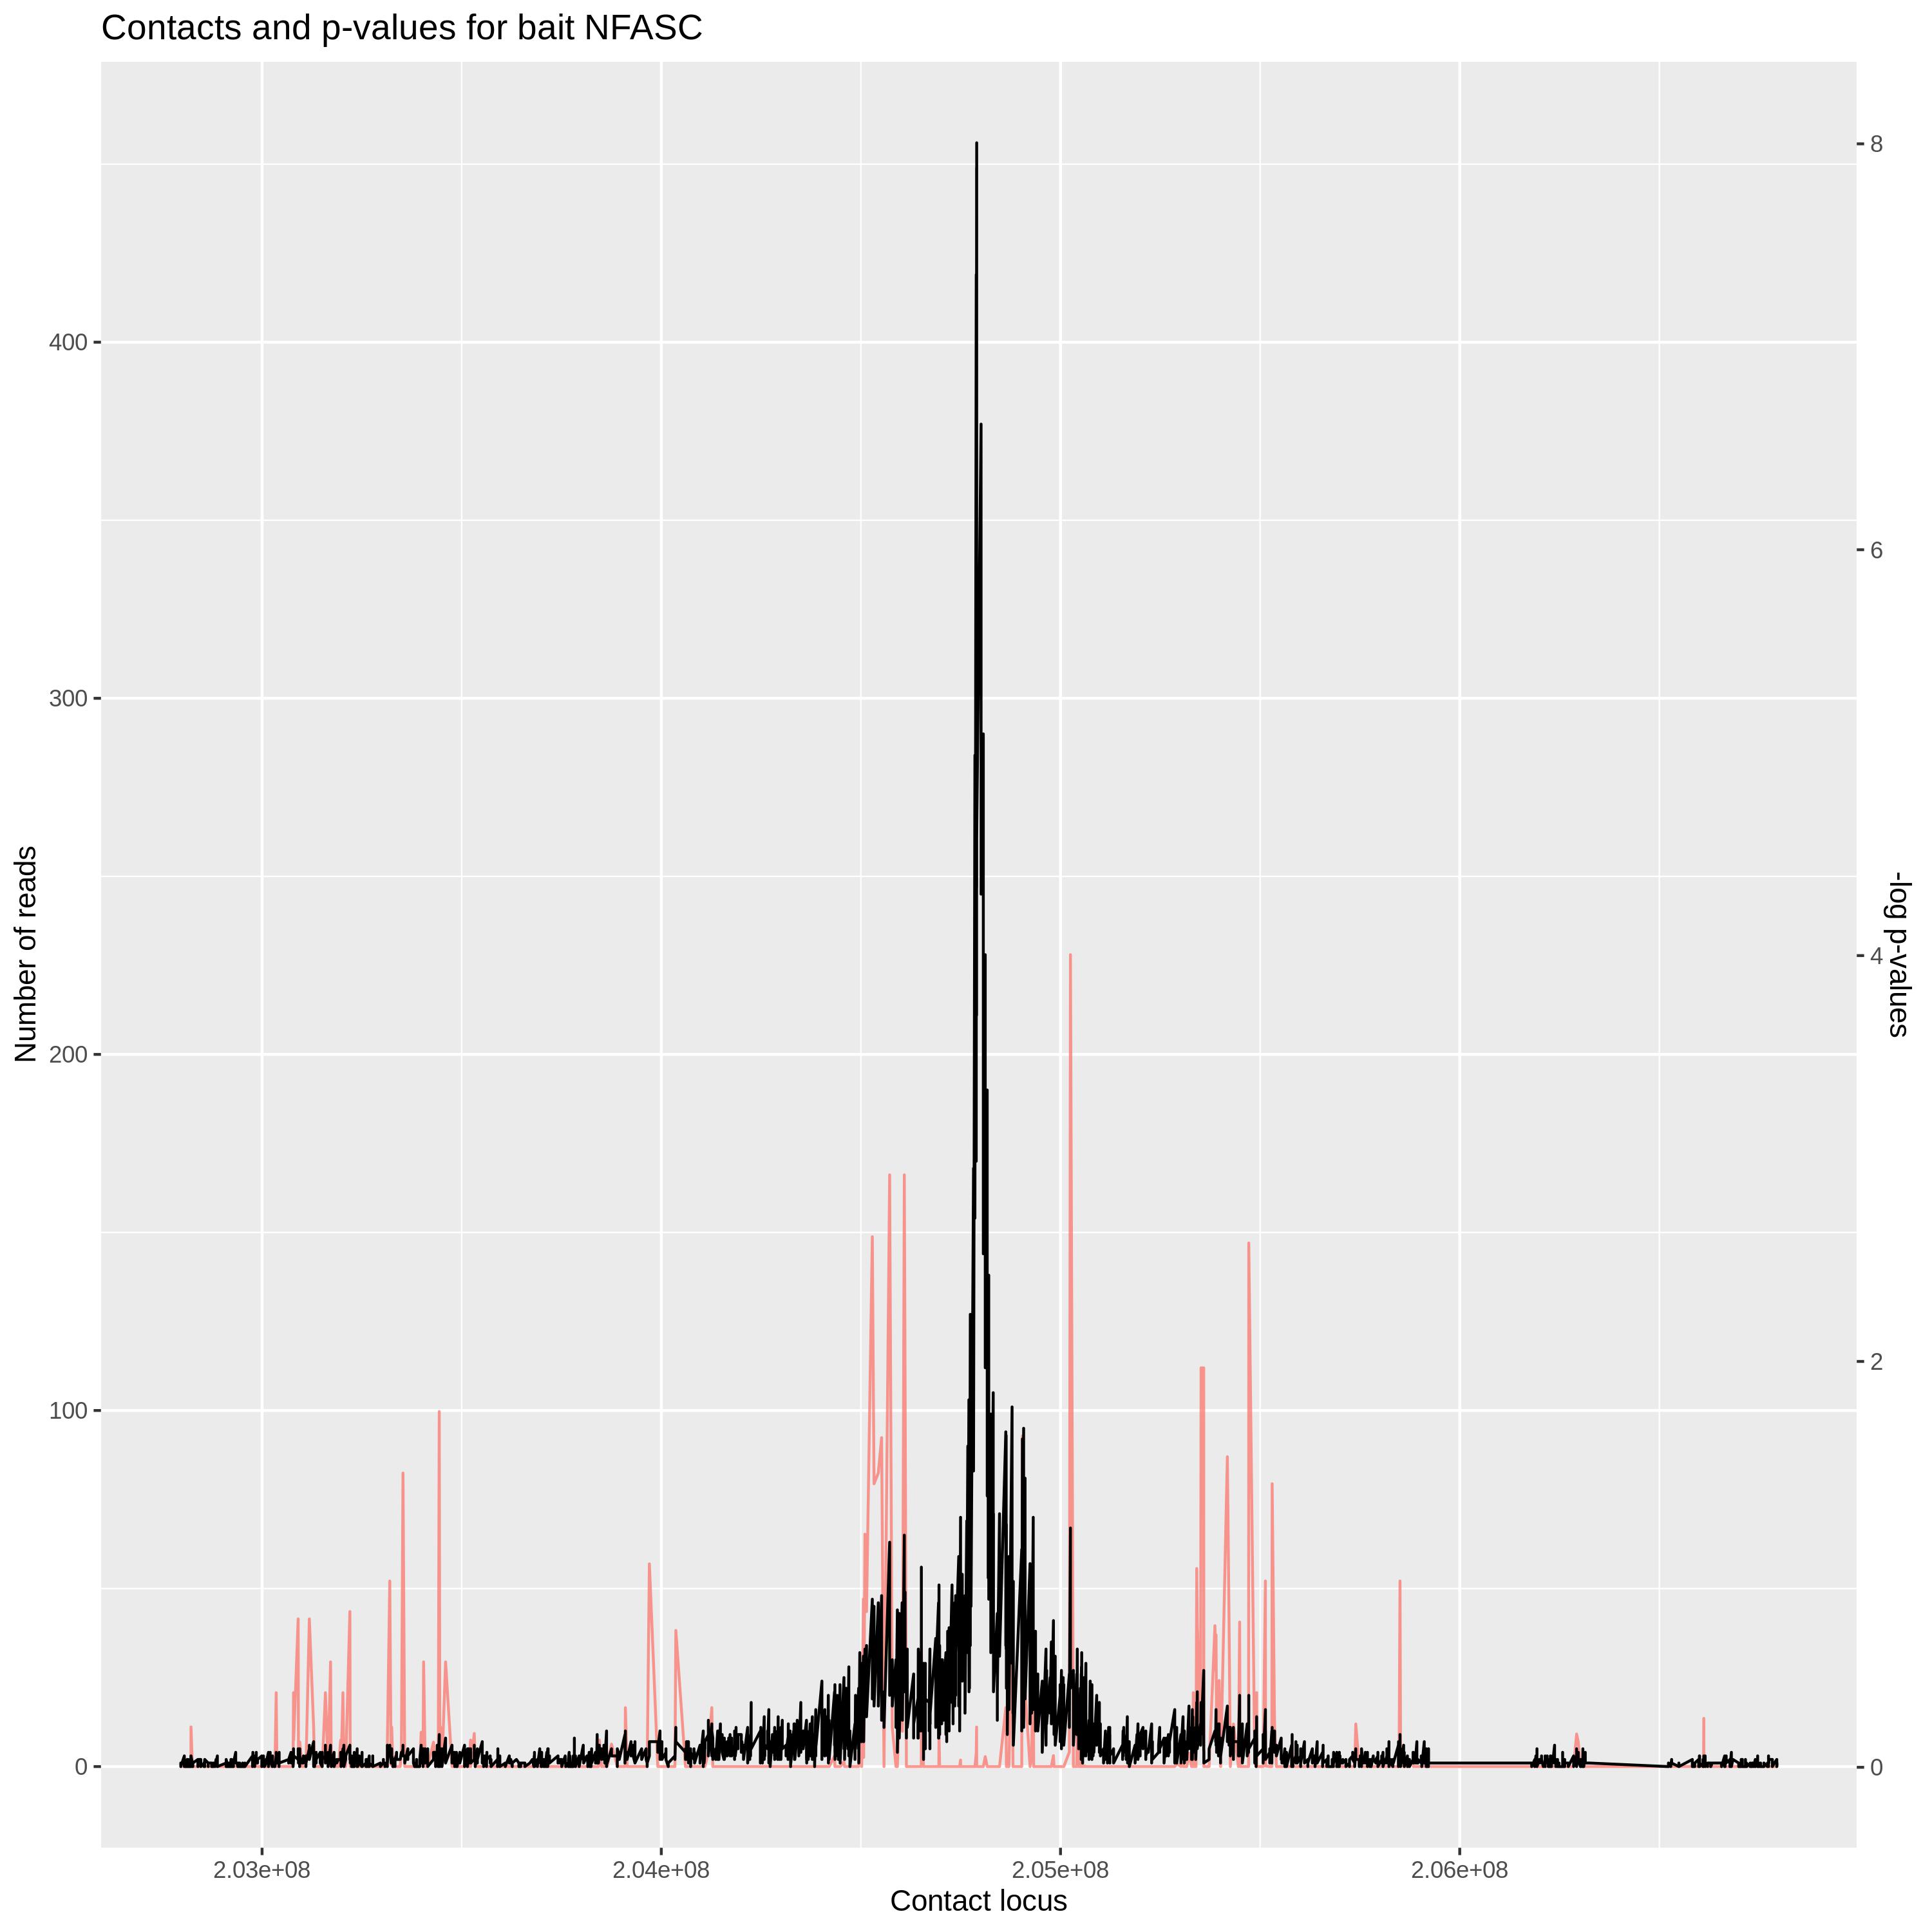 Contacts and p-values for bait NFASC
Number of reads
400
300
200
100
0
8
6
4
2
0
-log p-values
2.03e+08
2.04e+08
2.05e+08
2.06e+08
Contact locus